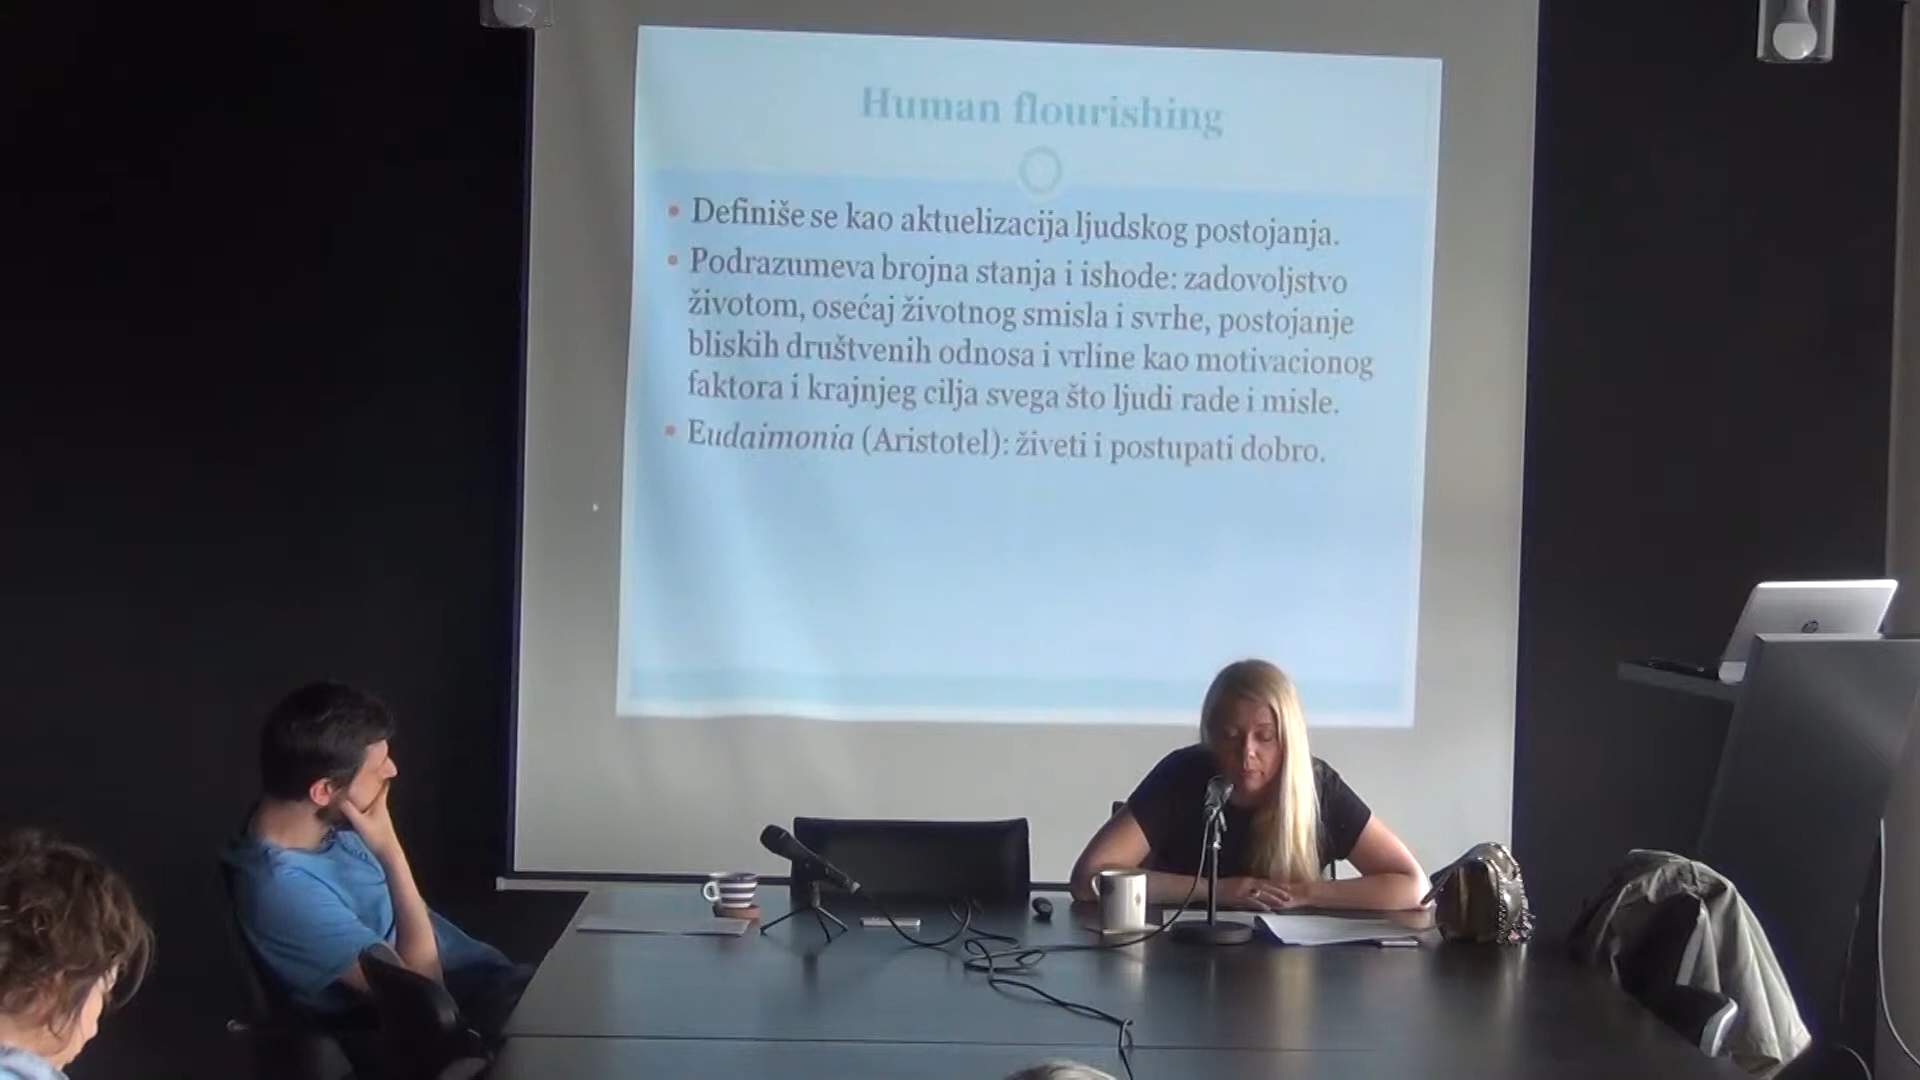 Human flourishing
• Definiše se kao aktuelizacija ljudskog postojanja.
• Podrazumeva brojna stanja i ishode: zadovoljstvo
životom, osećaj životnog smisla i svrhe, postojanje
bliskih društvenih odnosa i vrline kao motivacionog
faktora i krajnjeg cilja svega što ljudi rade i misle.
• Eudaimonia (Aristotel): živeti i postupati dobro.
hp